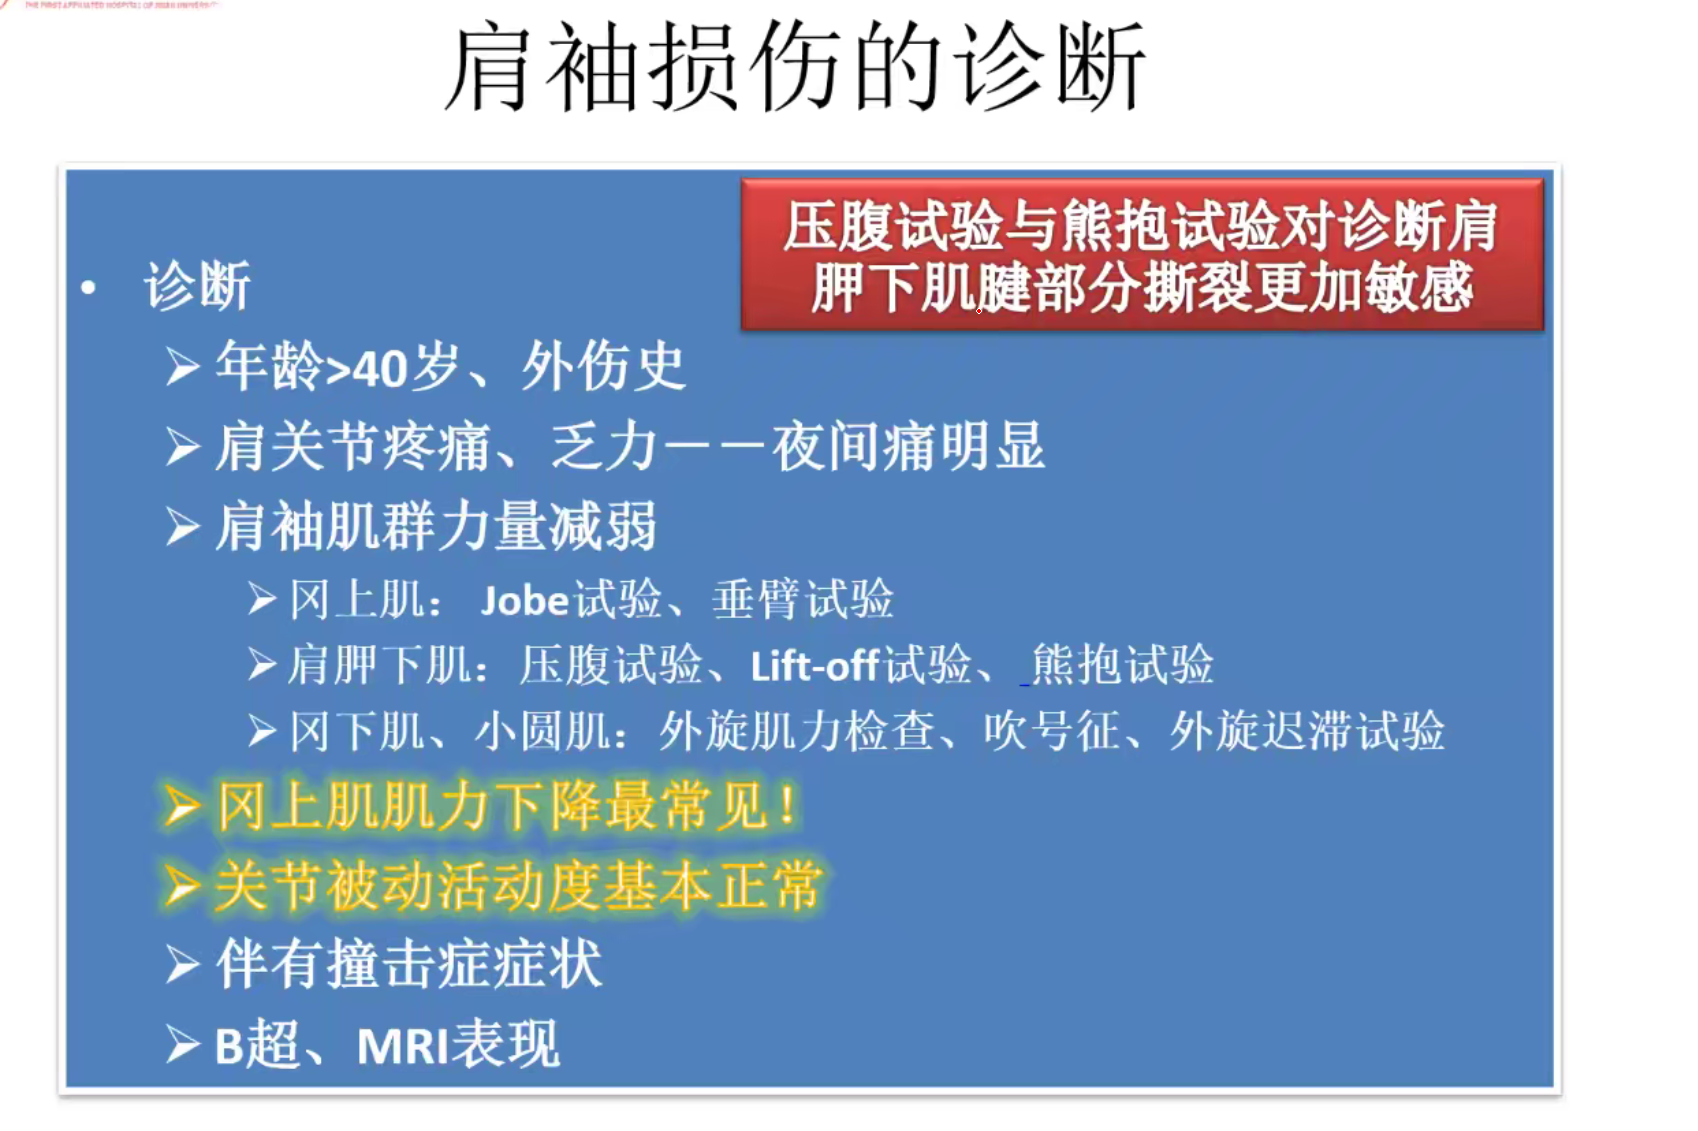 THE FIRST AFFILIATED HOSPITAL OF JINAN UNIVERSITY
肩袖损伤的诊断
压腹试验与熊抱试验对诊断肩
胛下肌腱部分撕裂更加敏感
• 诊断
➢年龄>40岁、外伤史
➢肩关节疼痛、乏力——夜间痛明显
➢肩袖肌群力量减弱
➢冈上肌: Jobe试验、垂臂试验
➢肩胛下肌: 压腹试验、Lift-off试验、_熊抱试验
➢冈下肌、小圆肌: 外旋肌力检查、吹号征、外旋迟滞试验
➢冈上肌肌力下降最常见!
➢关节被动活动度基本正常
➢伴有撞击症症状
➢B超、MRI表现